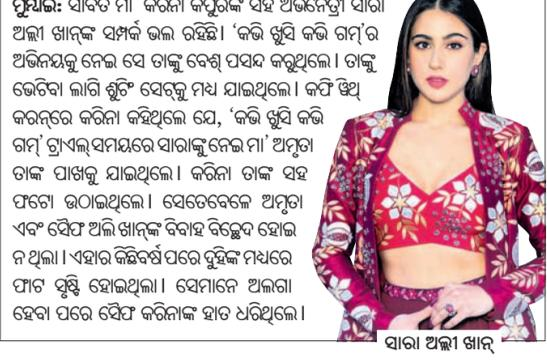 ମୁମ୍ବାଇ: ସାବତ ମା' କରିନା କପୁରଙ୍କ ସହ ଅଭିନେତ୍ରୀ ସାରା
ଅଲ୍ଲୀ ଖାନ୍‌ଙ୍କ ସମ୍ପର୍କ ଭଲ ରହିଛି। 'କଭି ଖୁସି କଭି ଗମ୍'ର
ଅଭିନୟକୁ ନେଇ ସେ ତାଙ୍କୁ ବେଶ୍ ପସନ୍ଦ କରୁଥିଲେ। ତାଙ୍କୁ
ଭେଟିବା ଲାଗି ଶୁଟିଂ ସେଟ୍‌କୁ ମଧ୍ୟ ଯାଇଥିଲେ। କଫି ୱିଥ୍
କରନ୍‌ରେ କରିନା କହିଥିଲେ ଯେ, 'କଭି ଖୁସି କଭି
ଗମ୍' ଟ୍ରାଏଲ୍ ସମୟରେ ସାରାଙ୍କୁ ନେଇ ମା' ଅମୃତା
ତାଙ୍କ ପାଖକୁ ଯାଇଥିଲେ। କରିନା ତାଙ୍କ ସହ
ଫଟୋ ଉଠାଇଥିଲେ। ସେତେବେଳେ ଅମୃତା
ଏବଂ ସୈଫ ଅଲି ଖାନ୍‌ଙ୍କ ବିବାହ ବିଚ୍ଛେଦ ହୋଇ
ନଥିଲା। ଏହାର କିଛିବର୍ଷ ପରେ ଦୁହିଙ୍କ ମଧ୍ୟରେ
ଫାଟ ସୃଷ୍ଟି ହୋଇଥିଲା। ସେମାନେ ଅଲଗା
ହେବା ପରେ ସୈଫ କରିନାଙ୍କ ହାତ ଧରିଥିଲେ।
ସାରା ଅଲ୍ଲୀ ଖାନ୍